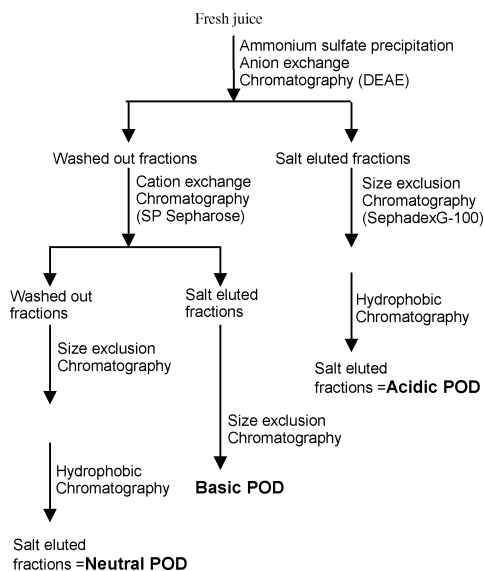 Fresh juice
Ammonium sulfate precipitation
Anion exchange
Chromatography (DEAE)
Washed out fractions
Salt eluted fractions
Cation exchange
Chromatography
(SP Sepharose)
Size exclusion
Chromatography
(SephadexG-100)
Washed out
fractions
Salt eluted
fractions
Hydrophobic
Chromatography
Size exclusion
Chromatography
Salt eluted
fractions =Acidic POD
Size exclusion
Chromatography
Hydrophobic
Chromatography
Basic POD
Salt eluted
fractions =Neutral POD